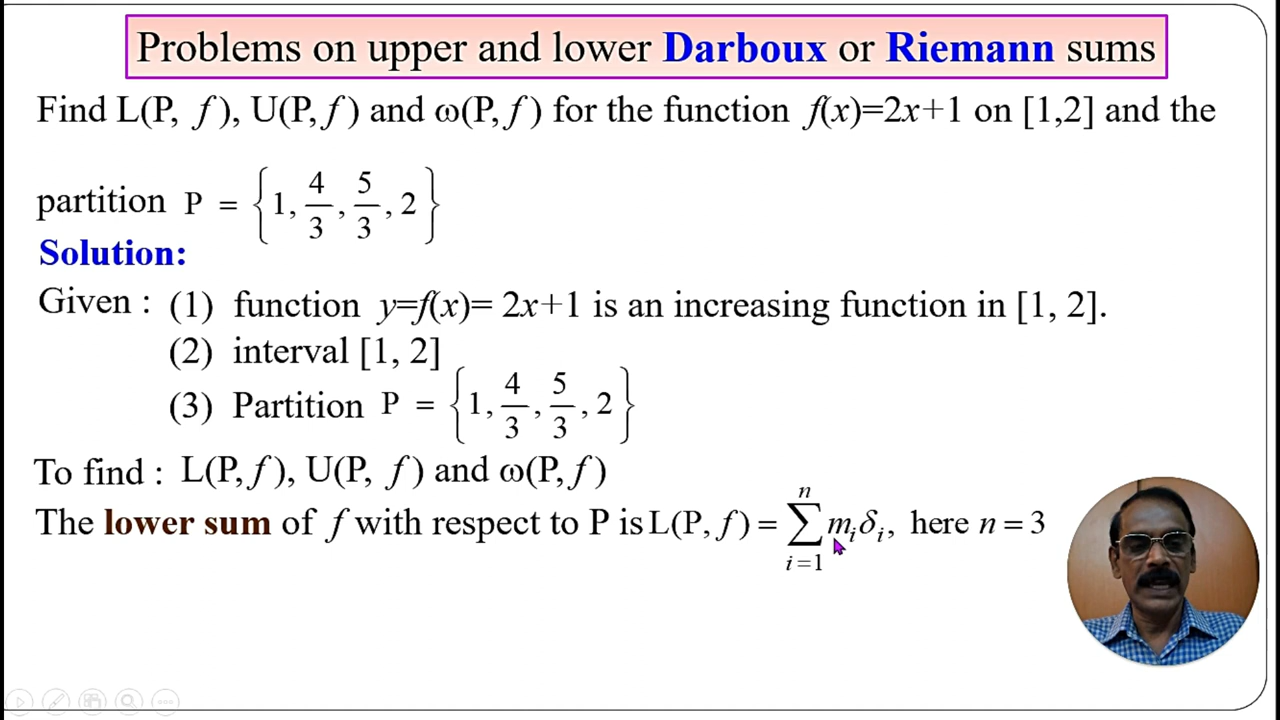 Problems on upper and lower Darboux or Riemann sums
Find L(P, f), U(P, f) and ω(P, f) for the function f(x)=2x+1 on [1,2] and the
partition P = {1, 4/3, 5/3, 2}
Solution:
Given : (1) function y=f(x)= 2x+1 is an increasing function in [1, 2].
(2) interval [1, 2]
(3) Partition P = {1, 4/3, 5/3, 2}
To find : L(P, f), U(P, f) and ω(P, f)
The lower sum of f with respect to P is L(P, f) = ∑_{i=1}^{n} m_i δ_i, here n = 3